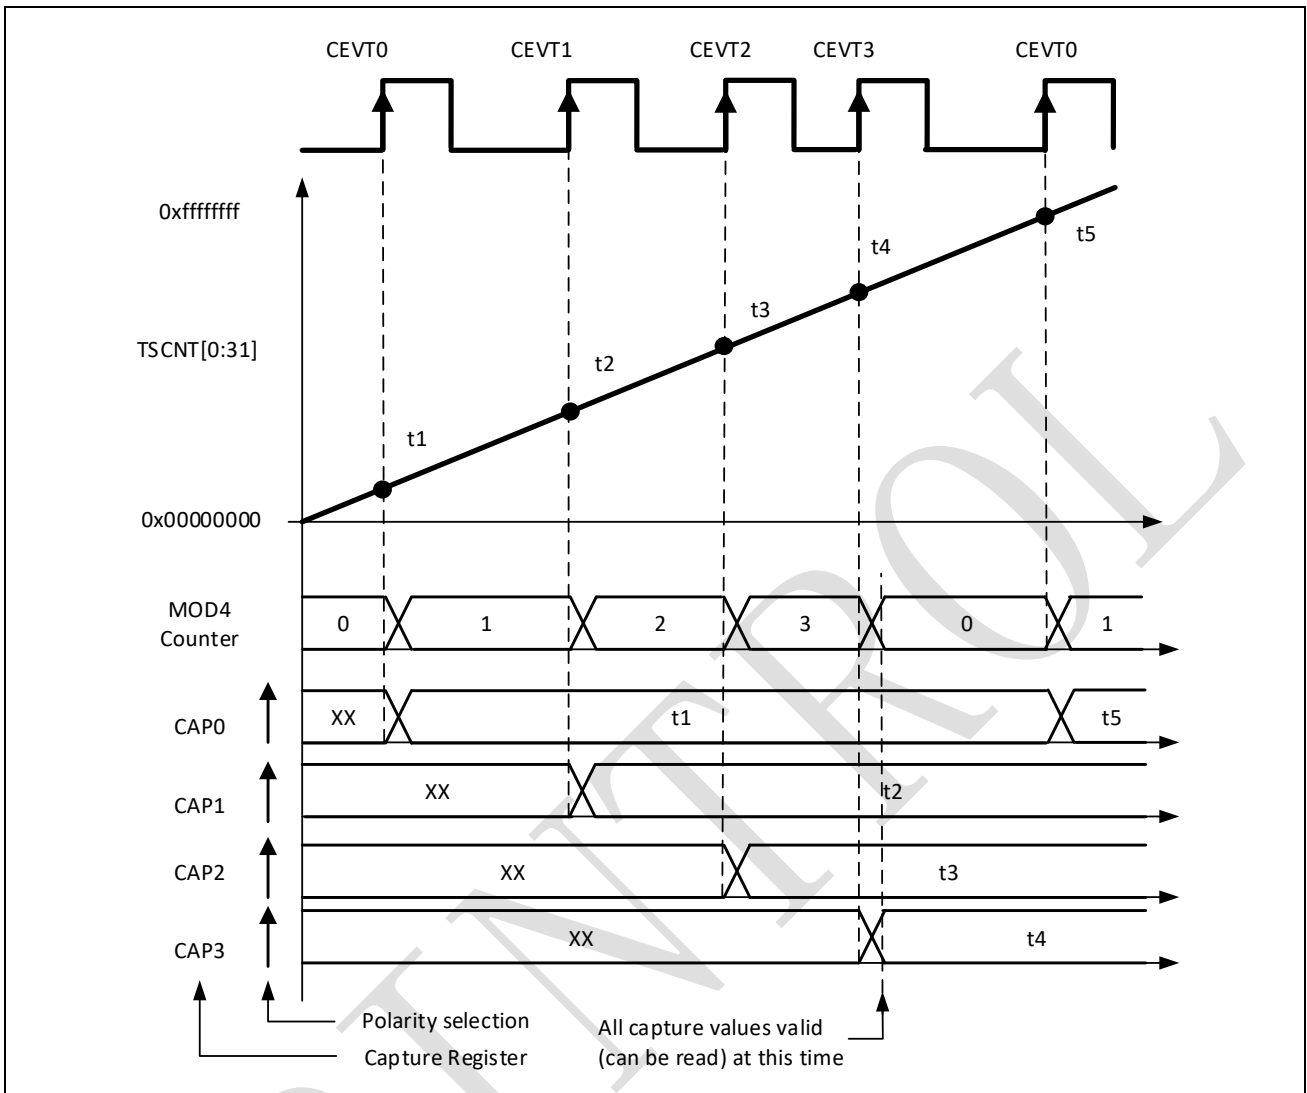 CEVT0 CEVT1 CEVT2 CEVT3 CEVT0
0xffffffff
t5
t4
t3
TSCNT[0:31]
t2
t1
0x00000000
MOD4
Counter
0 1 2 3 0 1
CAP0 XX t1 t5
CAP1 XX t2
CAP2 XX t3
CAP3 XX t4
Polarity selection
Capture Register
All capture values valid
(can be read) at this time